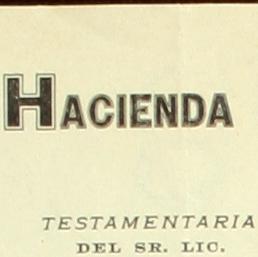 HACIENDA
TESTAMENTARIA
DEL SR. LIC.